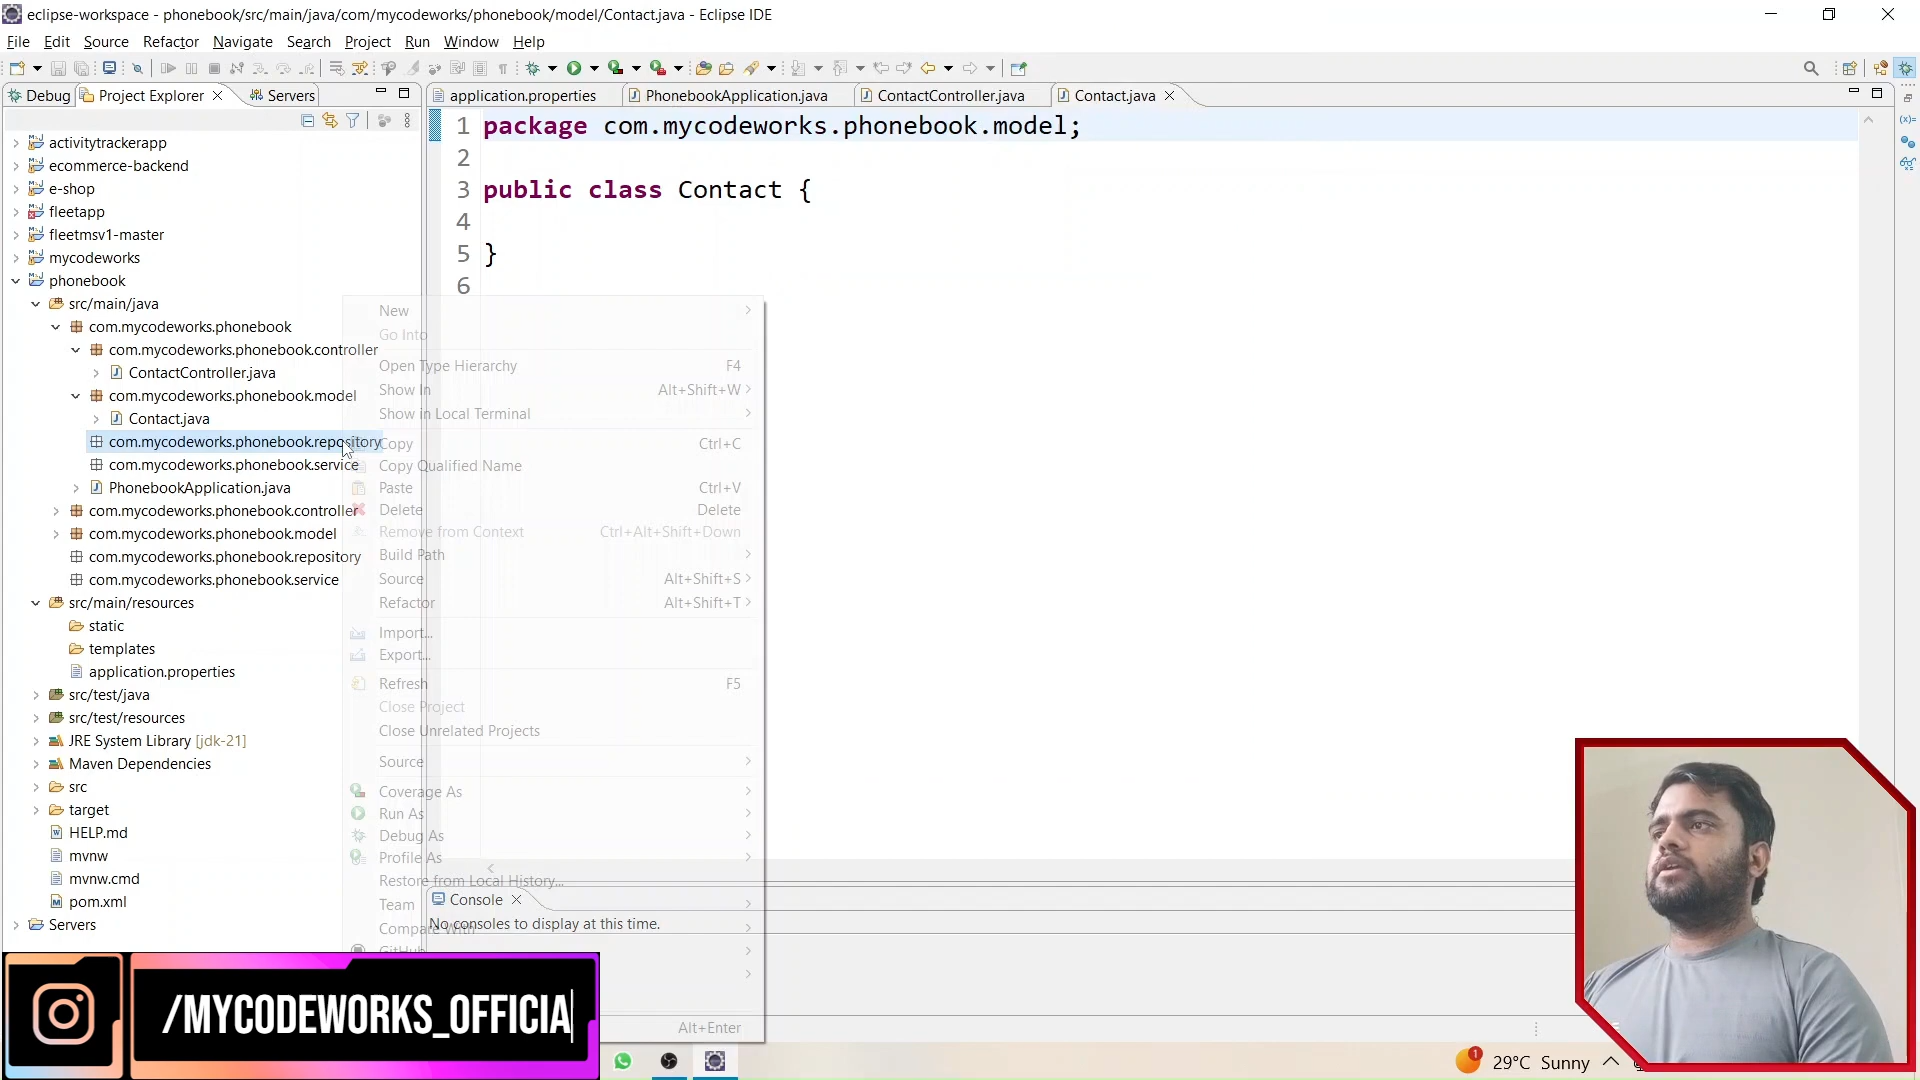 eclipse-workspace - phonebook/src/main/java/com/mycodeworks/phonebook/model/Contact.java - Eclipse IDE
File Edit Source Refactor Navigate Search Project Run Window Help
Debug Project Explorer Servers
application.properties PhonebookApplication.java ContactController.java Contact.java
activitytrackerapp
ecommerce-backend
e-shop
fleetapp
fleetmsv1-master
mycodeworks
phonebook
src/main/java
com.mycodeworks.phonebook
com.mycodeworks.phonebook.controller
ContactController.java
com.mycodeworks.phonebook.model
Contact.java
com.mycodeworks.phonebook.repository
com.mycodeworks.phonebook.service
PhonebookApplication.java
com.mycodeworks.phonebook.controller
com.mycodeworks.phonebook.model
com.mycodeworks.phonebook.repository
com.mycodeworks.phonebook.service
src/main/resources
static
templates
application.properties
src/test/java
src/test/resources
JRE System Library [jdk-21]
Maven Dependencies
src
target
HELP.md
mvnw
mvnw.cmd
pom.xml
Servers
1 package com.mycodeworks.phonebook.model;
2
3 public class Contact {
4
5 }
6
New
Go Into
Open Type Hierarchy F4
Show In Alt+Shift+W
Show in Local Terminal
Copy Ctrl+C
Copy Qualified Name
Paste Ctrl+V
Delete Delete
Remove from Context Ctrl+Alt+Shift+Down
Build Path
Source Alt+Shift+S
Refactor Alt+Shift+T
Import...
Export...
Refresh F5
Close Project
Close Unrelated Projects
Source
Coverage As
Run As
Debug As
Profile As
Restore from Local History...
Team
Compare With
GitHub
Alt+Enter
Console
No consoles to display at this time.
/MYCODEWORKS_OFFICIA
1
29°C Sunny